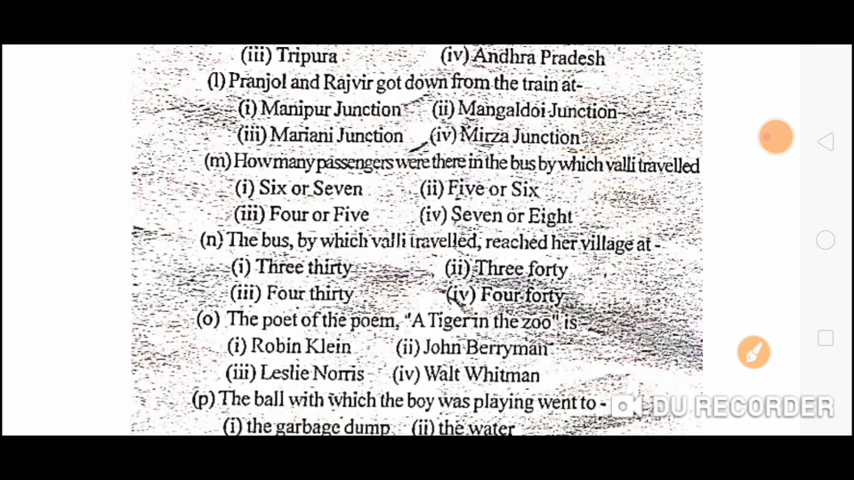 (iii) Tripura (iv) Andhra Pradesh
(l) Pranjol and Rajvir got down from the train at-
(i) Manipur Junction (ii) Mangaldoi Junction
(iii) Mariani Junction (iv) Mirza Junction
(m) How many passengers were there in the bus by which valli travelled
(i) Six or Seven (ii) Five or Six
(iii) Four or Five (iv) Seven or Eight
(n) The bus, by which valli travelled, reached her village at -
(i) Three thirty (ii) Three forty
(iii) Four thirty (iv) Four forty
(o) The poet of the poem, "A Tiger in the zoo" is -
(i) Robin Klein (ii) John Berryman
(iii) Leslie Norris (iv) Walt Whitman
(p) The ball with which the boy was playing went to -
DU RECORDER
(i) the garbage dump (ii) the water